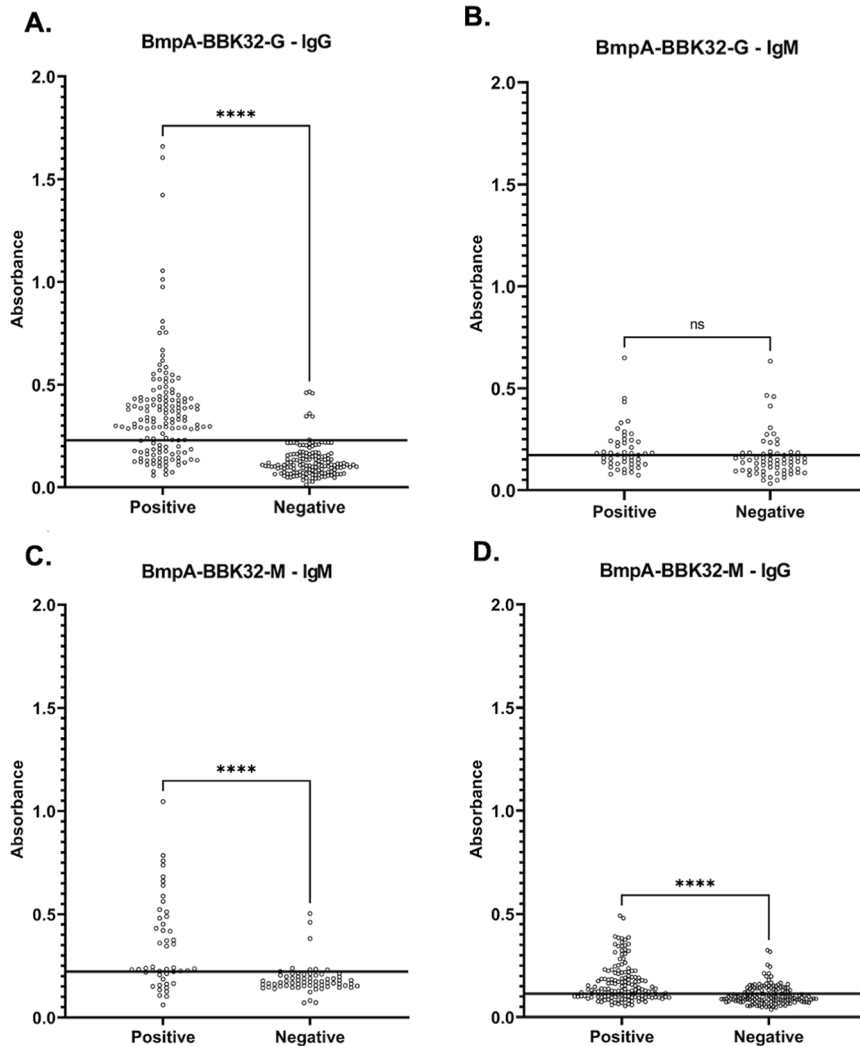 A.
BmpA-BBK32-G - IgG
2.0
1.5
1.0
0.5
0.0
Absorbance
****
Positive Negative
B.
BmpA-BBK32-G - IgM
2.0
1.5
1.0
0.5
0.0
Absorbance
ns
Positive Negative
C.
BmpA-BBK32-M - IgM
2.0
1.5
1.0
0.5
0.0
Absorbance
****
Positive Negative
D.
BmpA-BBK32-M - IgG
2.0
1.5
1.0
0.5
0.0
Absorbance
****
Positive Negative